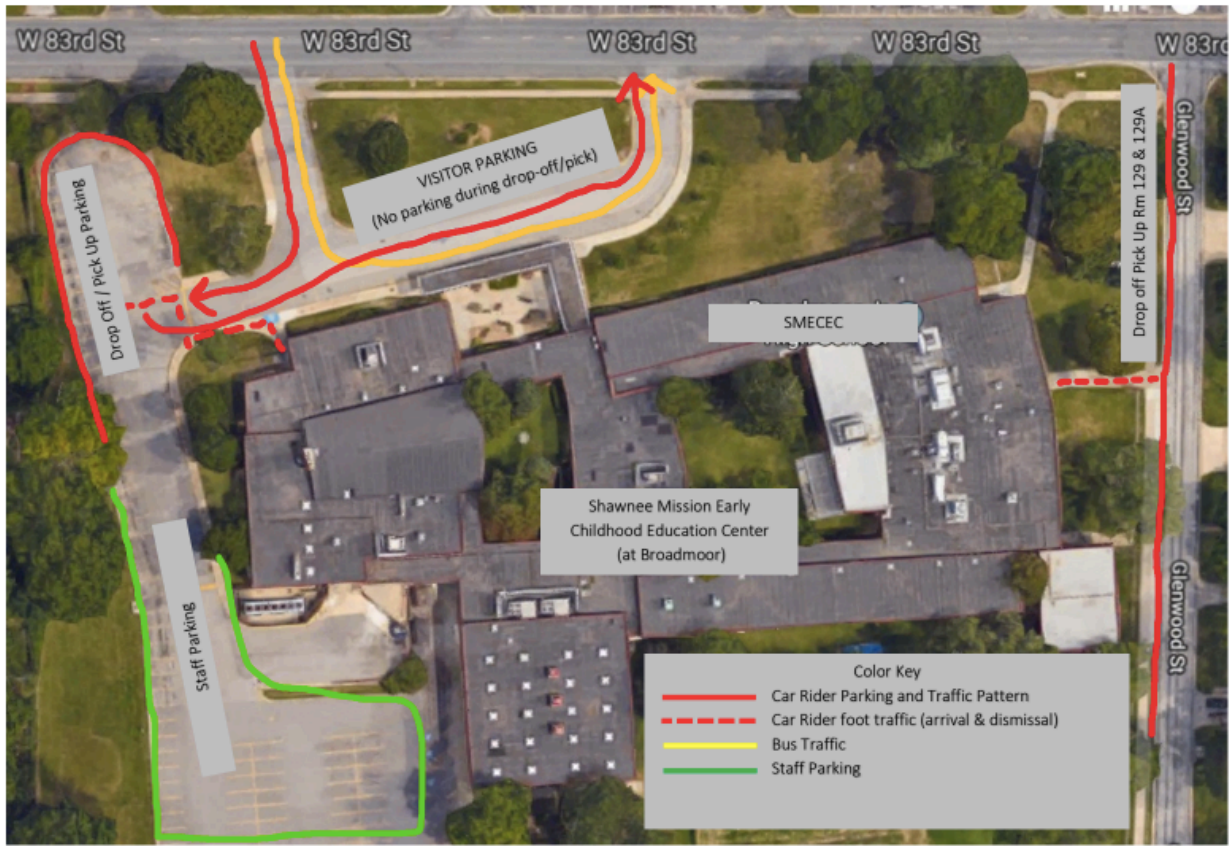 W 83rd St
W 83rd St
W 83rd St
W 83rd St
W 83rd
VISITOR PARKING
(No parking during drop-off/pick)
Drop Off / Pick Up Parking
Drop off Pick Up Rm 129 & 129A
Glenwood St
SMECEC
Shawnee Mission Early
Childhood Education Center
(at Broadmoor)
Glenwood St
Staff Parking
Color Key
Car Rider Parking and Traffic Pattern
Car Rider foot traffic (arrival & dismissal)
Bus Traffic
Staff Parking